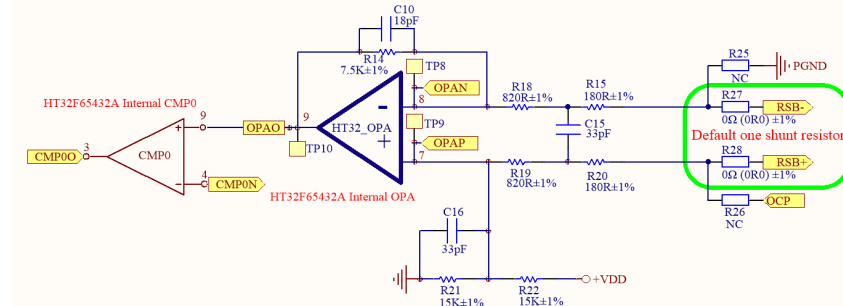 C10
18pF
R14
7.5K±1%
TP8
OPAN
8
R18
820R±1%
R15
180R±1%
R25
NC
PGND
R27
RSB-
0Ω (0R0) ±1%
Default one shunt resistor
HT32F65432A Internal CMP0
9
OPAO
9
HT32_OPA
TP9
OPAP
7
C15
33pF
R28
RSB+
0Ω (0R0) ±1%
CMP0O
3
CMP0
TP10
4
CMP0N
HT32F65432A Internal OPA
R19
820R±1%
R20
180R±1%
R26
NC
OCP
C16
33pF
R21
15K±1%
R22
15K±1%
+VDD